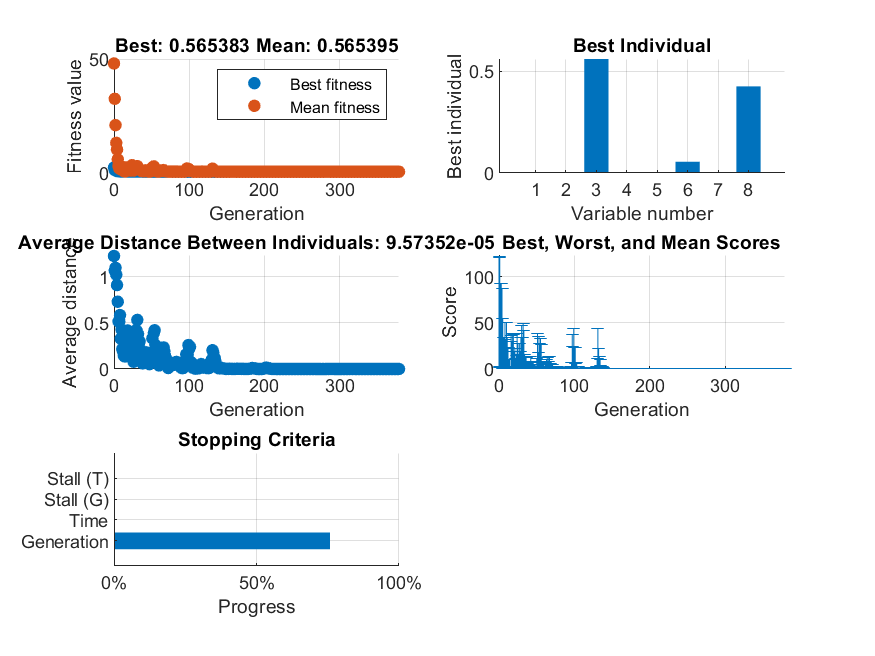 Best: 0.565383 Mean: 0.565395
Fitness value
50
0
Best fitness
Mean fitness
0 100 200 300
Generation
Best Individual
Best individual
0.5
0
1 2 3 4 5 6 7 8
Variable number
Average Distance Between Individuals: 9.57352e-05
Average distance
1
0.5
0
0 100 200 300
Generation
Best, Worst, and Mean Scores
Score
100
50
0
0 100 200 300
Generation
Stopping Criteria
Stall (T)
Stall (G)
Time
Generation
0% 50% 100%
Progress